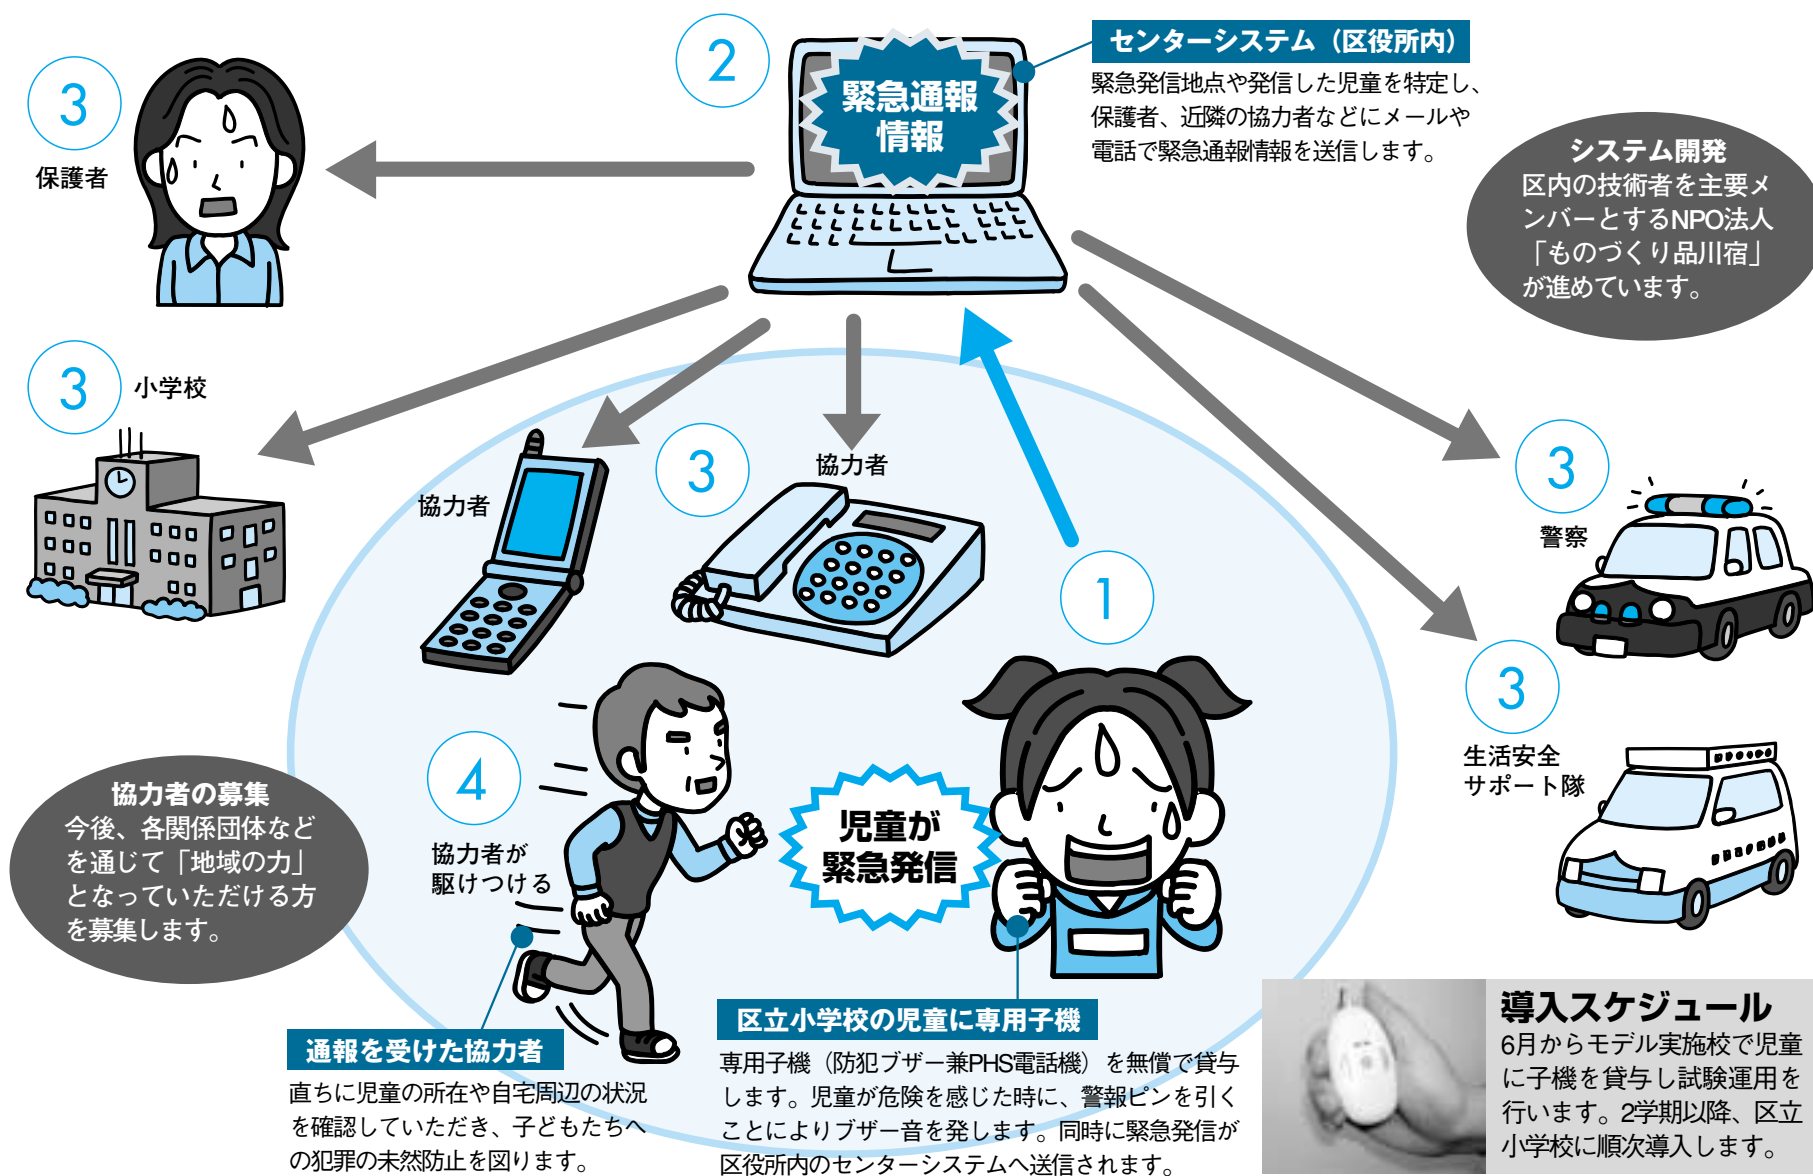 センターシステム（区役所内）
緊急発信地点や発信した児童を特定し、
保護者、近隣の協力者などにメールや
電話で緊急通報情報を送信します。
2
緊急通報
情報
3
保護者
システム開発
区内の技術者を主要メ
ンバーとするNPO法人
「ものづくり品川宿」
が進めています。
3
小学校
協力者
3
協力者
3
警察
1
3
生活安全
サポート隊
4
協力者が
駆けつける
児童が
緊急発信
協力者の募集
今後、各関係団体など
を通じて「地域の力」
となっていただける方
を募集します。
通報を受けた協力者
直ちに児童の所在や自宅周辺の状況
を確認していただき、子どもたちへ
の犯罪の未然防止を図ります。
区立小学校の児童に専用子機
専用子機（防犯ブザー兼PHS電話機）を無償で貸与
します。児童が危険を感じた時に、警報ピンを引く
ことによりブザー音を発します。同時に緊急発信が
区役所内のセンターシステムへ送信されます。
導入スケジュール
6月からモデル実施校で児童
に子機を貸与し試験運用を
行います。2学期以降、区立
小学校に順次導入します。